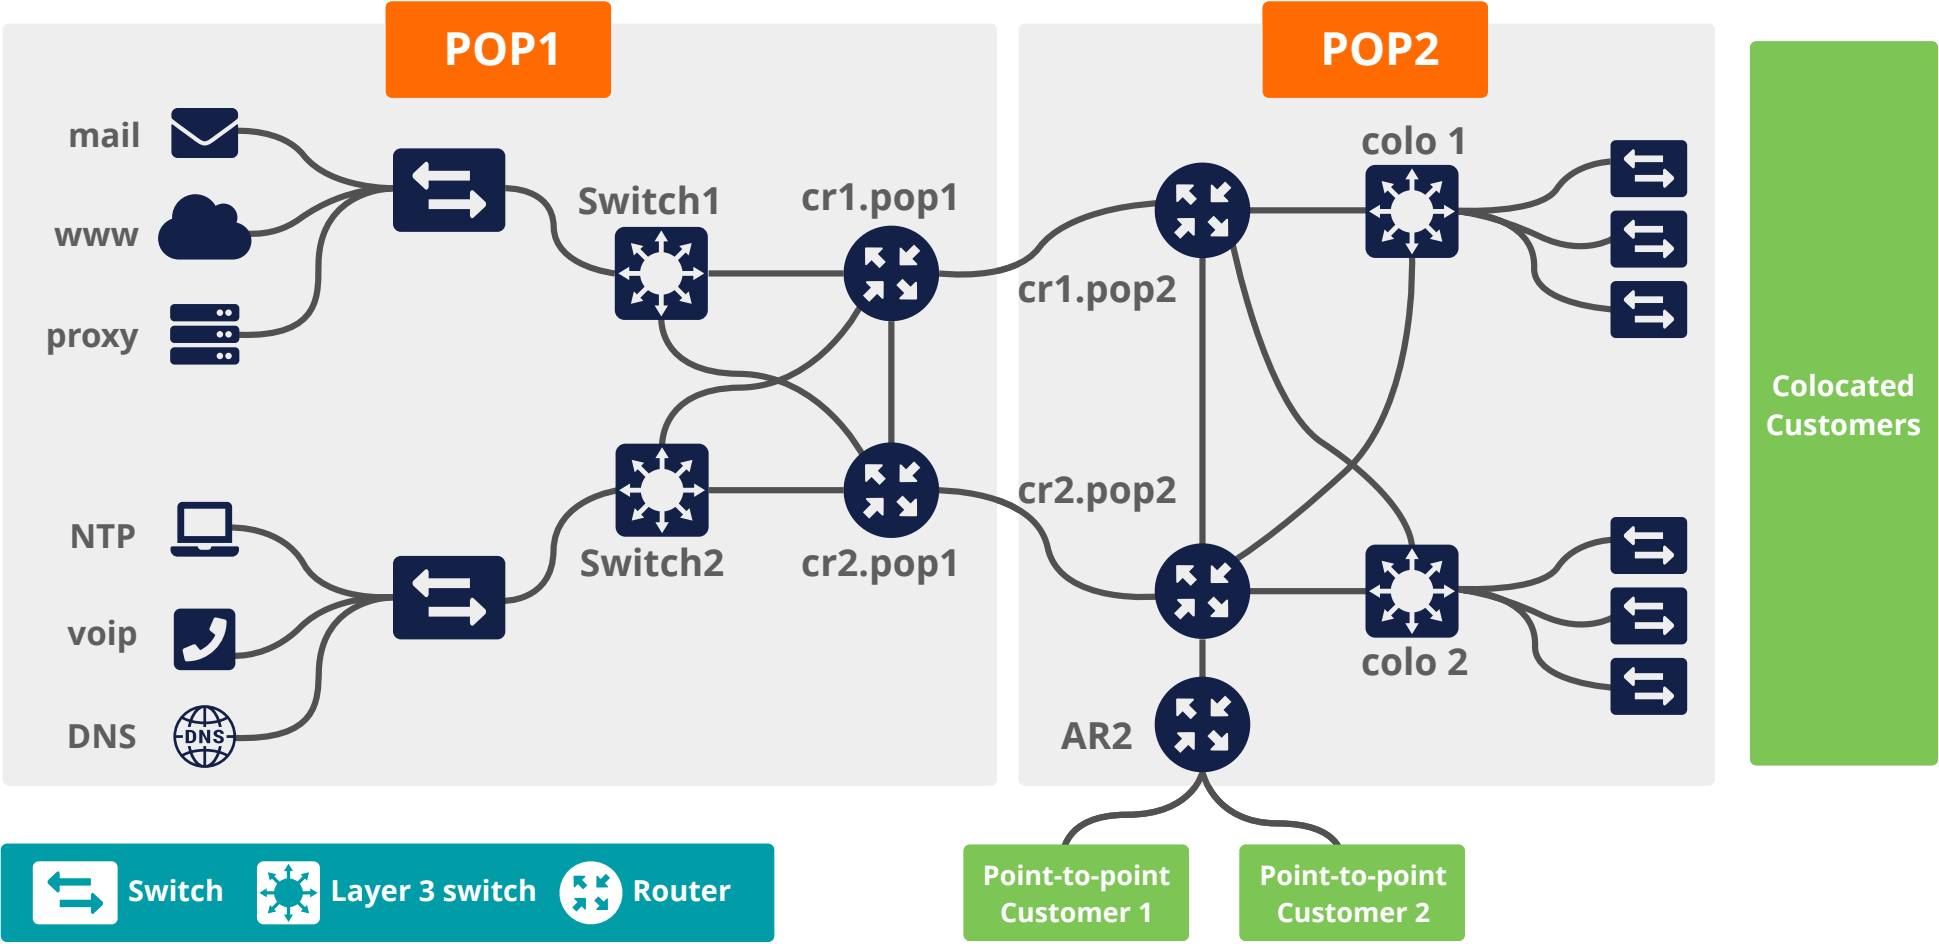 POP1
POP2
mail
www
proxy
NTP
voip
DNS
DNS
Switch1
Switch2
cr1.pop1
cr2.pop1
cr1.pop2
cr2.pop2
colo 1
colo 2
AR2
Colocated
Customers
Point-to-point
Customer 1
Point-to-point
Customer 2
Switch
Layer 3 switch
Router